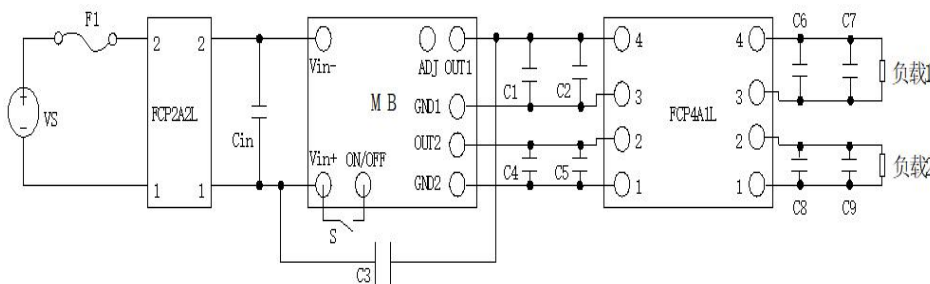 F1
VS
2
2
FCP2A2L
1
1
Cin
Vin-
ADJ OUT1
M B
GND1
OUT2
Vin+ ON/OFF
GND2
S
C3
C1
C2
C4
C5
4
4
3
3
FCP4A1L
2
2
1
1
C6
C7
负载1
负载2
C8
C9